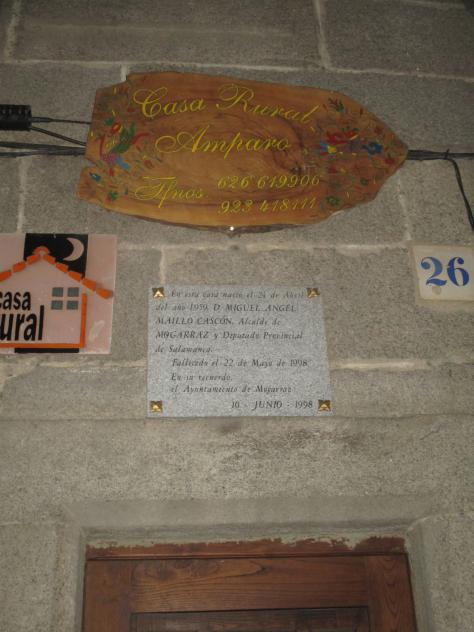 Casa Rural
Amparo
Tfnos. 626 619906
923 418111
casa
rural
26
En esta casa nacio el 24 de Abril
del año 1959, D. MIGUEL ANGEL
MAILLO CASCÓN, Alcalde de
MOGARRAZ y Diputado Provincial
de Salamanca.
Fallecido el 22 de Mayo de 1998.
En su recuerdo,
el Ayuntamiento de Mogarraz
10 - JUNIO - 1998